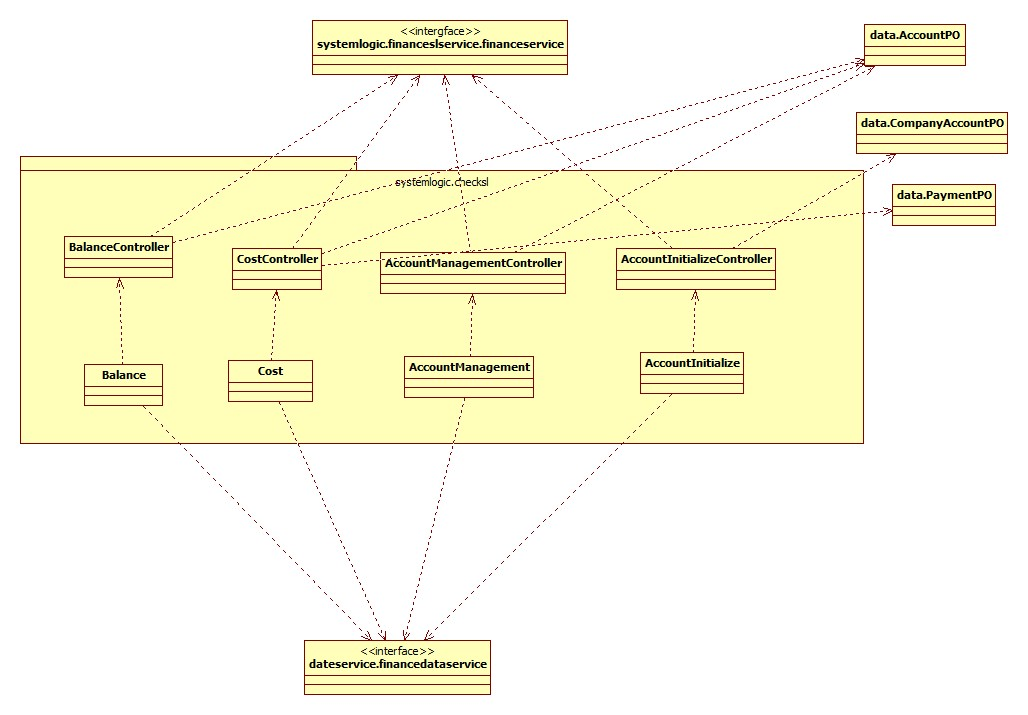 <<intergface>>
systemlogic.financeslservice.financeservice
data.AccountPO
data.CompanyAccountPO
systemlogic.checksl
data.PaymentPO
BalanceController
CostController
AccountManagementController
AccountInitializeController
Balance
Cost
AccountManagement
AccountInitialize
<<interface>>
dateservice.financedataservice